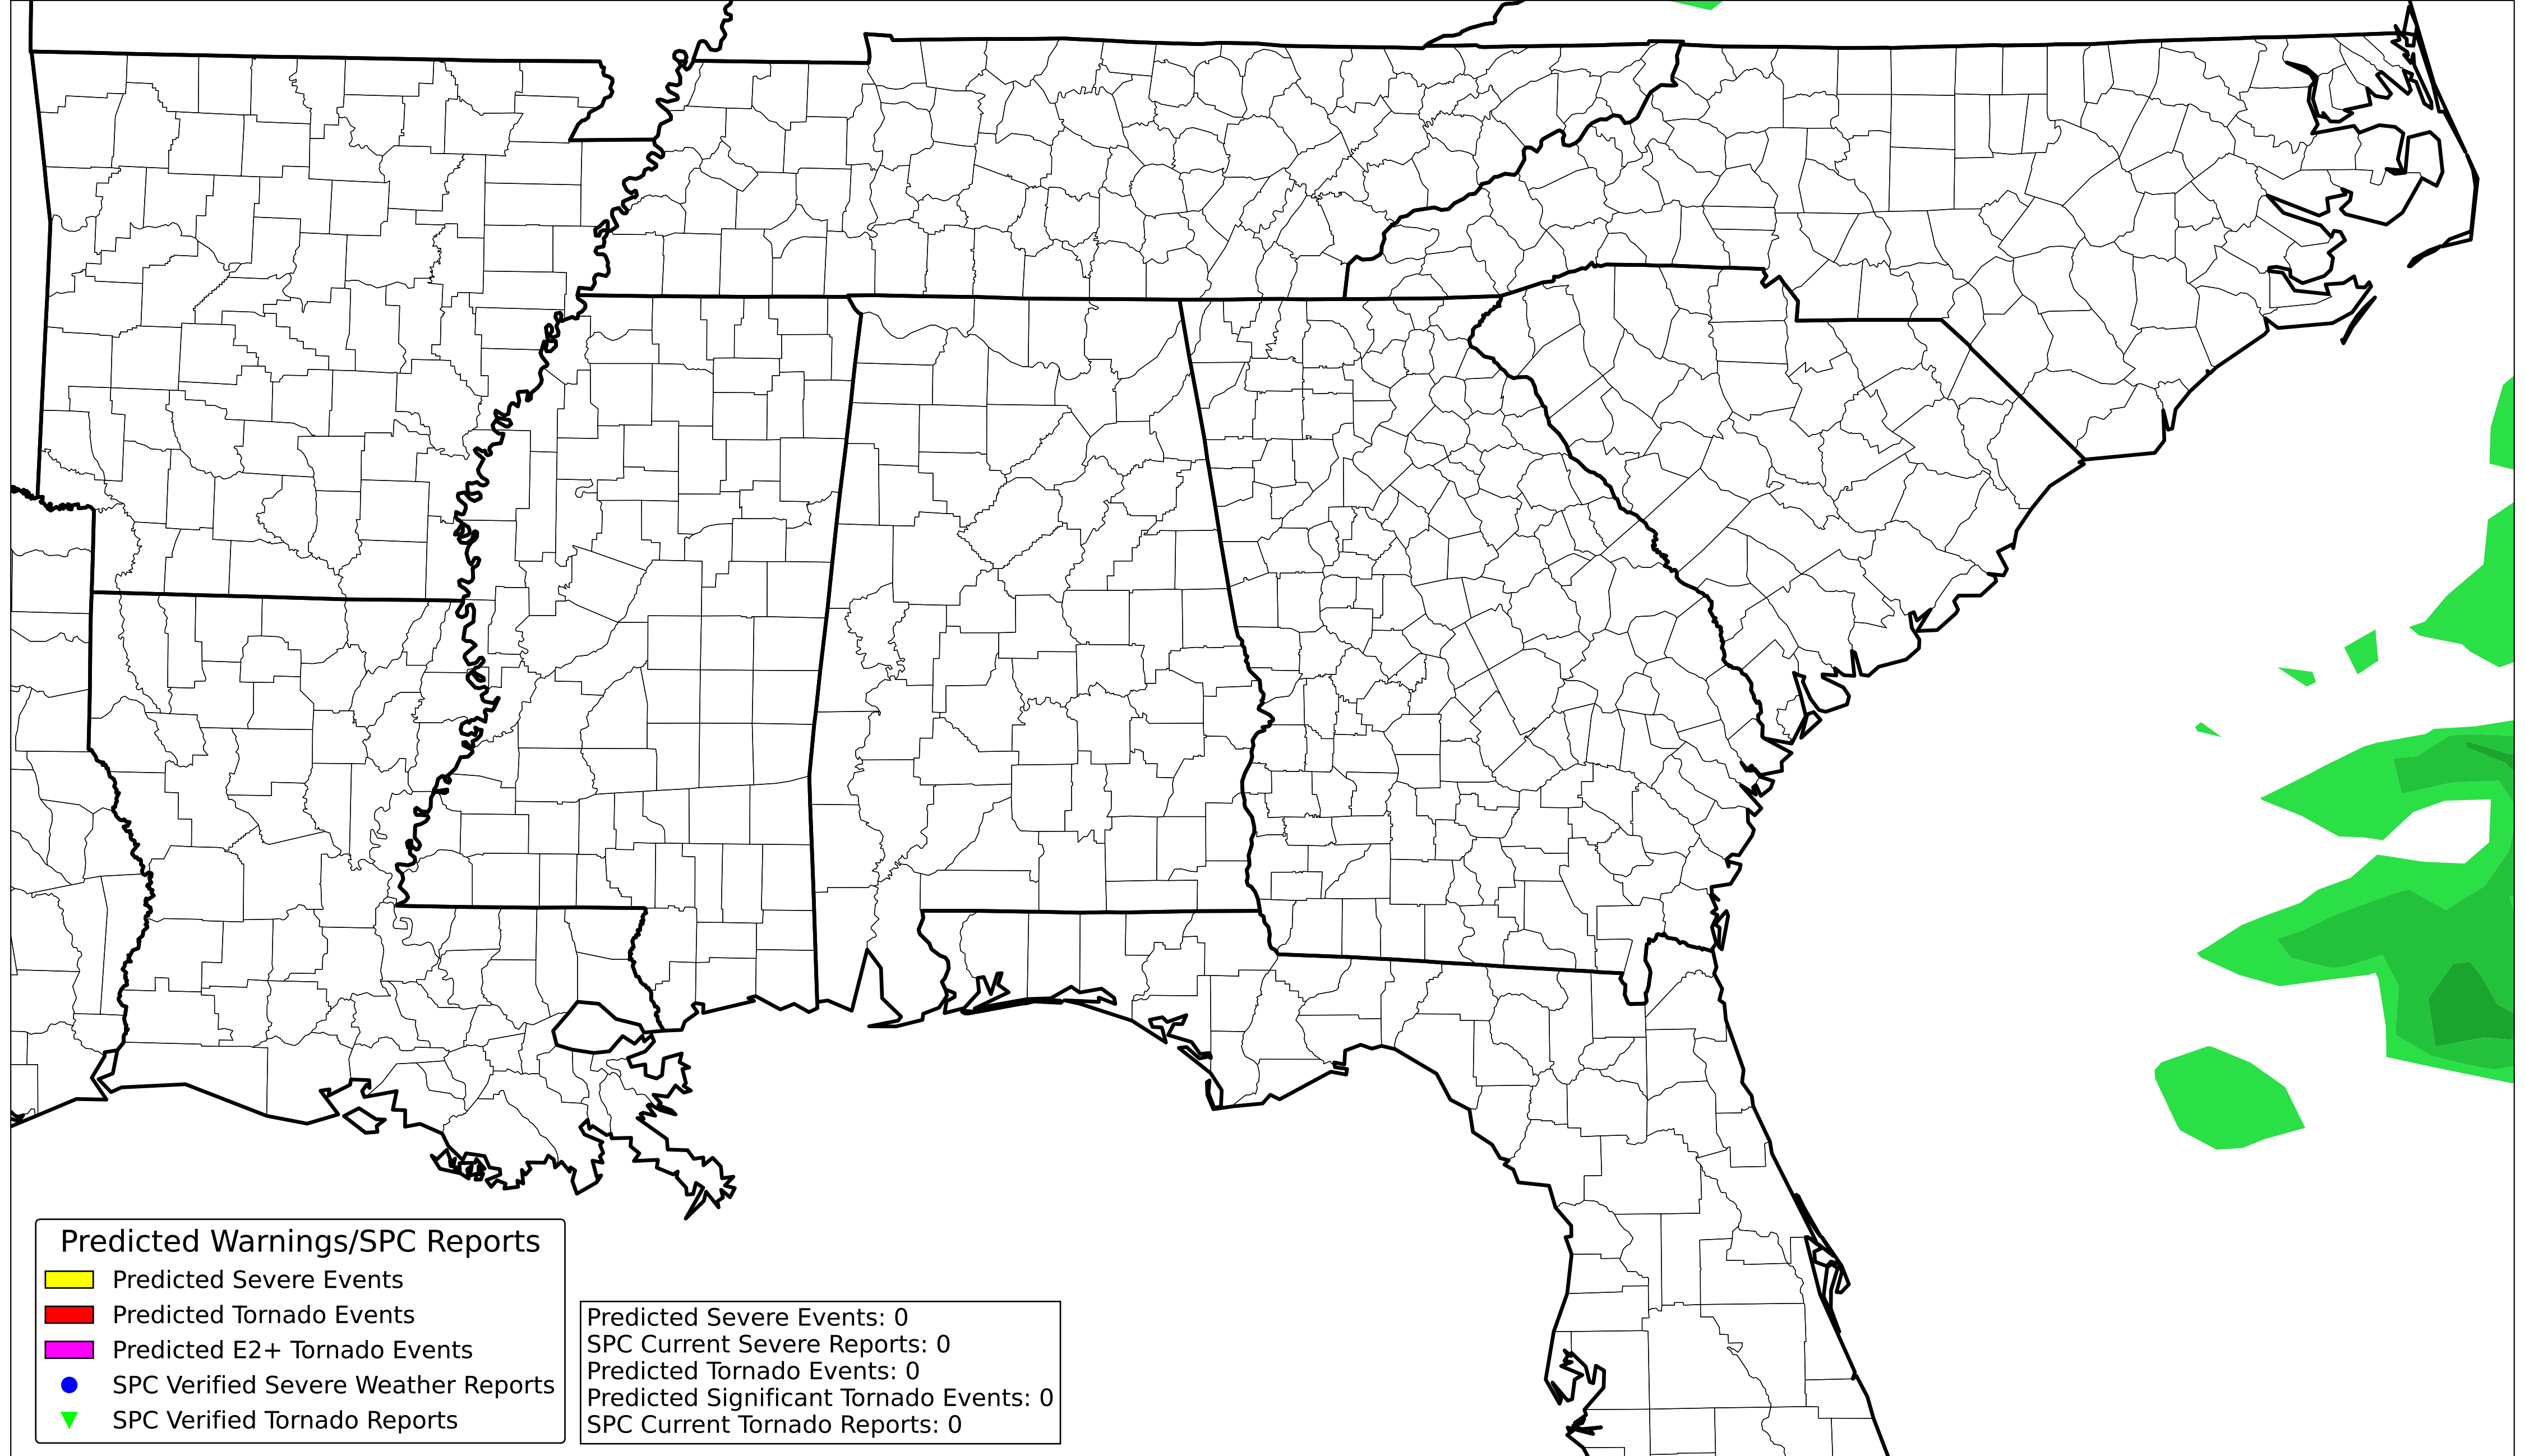 Predicted Warnings/SPC Reports
Predicted Severe Events
Predicted Tornado Events
Predicted E2+ Tornado Events
SPC Verified Severe Weather Reports
SPC Verified Tornado Reports
Predicted Severe Events: 0
SPC Current Severe Reports: 0
Predicted Tornado Events: 0
Predicted Significant Tornado Events: 0
SPC Current Tornado Reports: 0